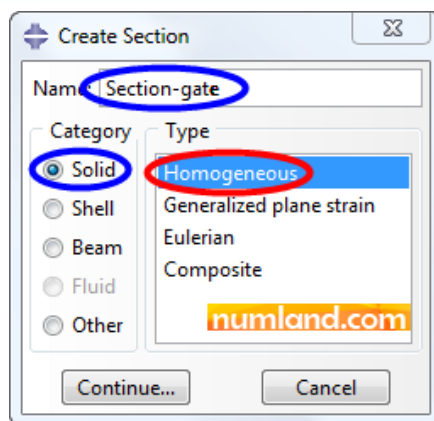 Create Section
Name: Section-gate
Category
Type
Solid
Shell
Beam
Fluid
Other
Homogeneous
Generalized plane strain
Eulerian
Composite
numland.com
Continue...
Cancel